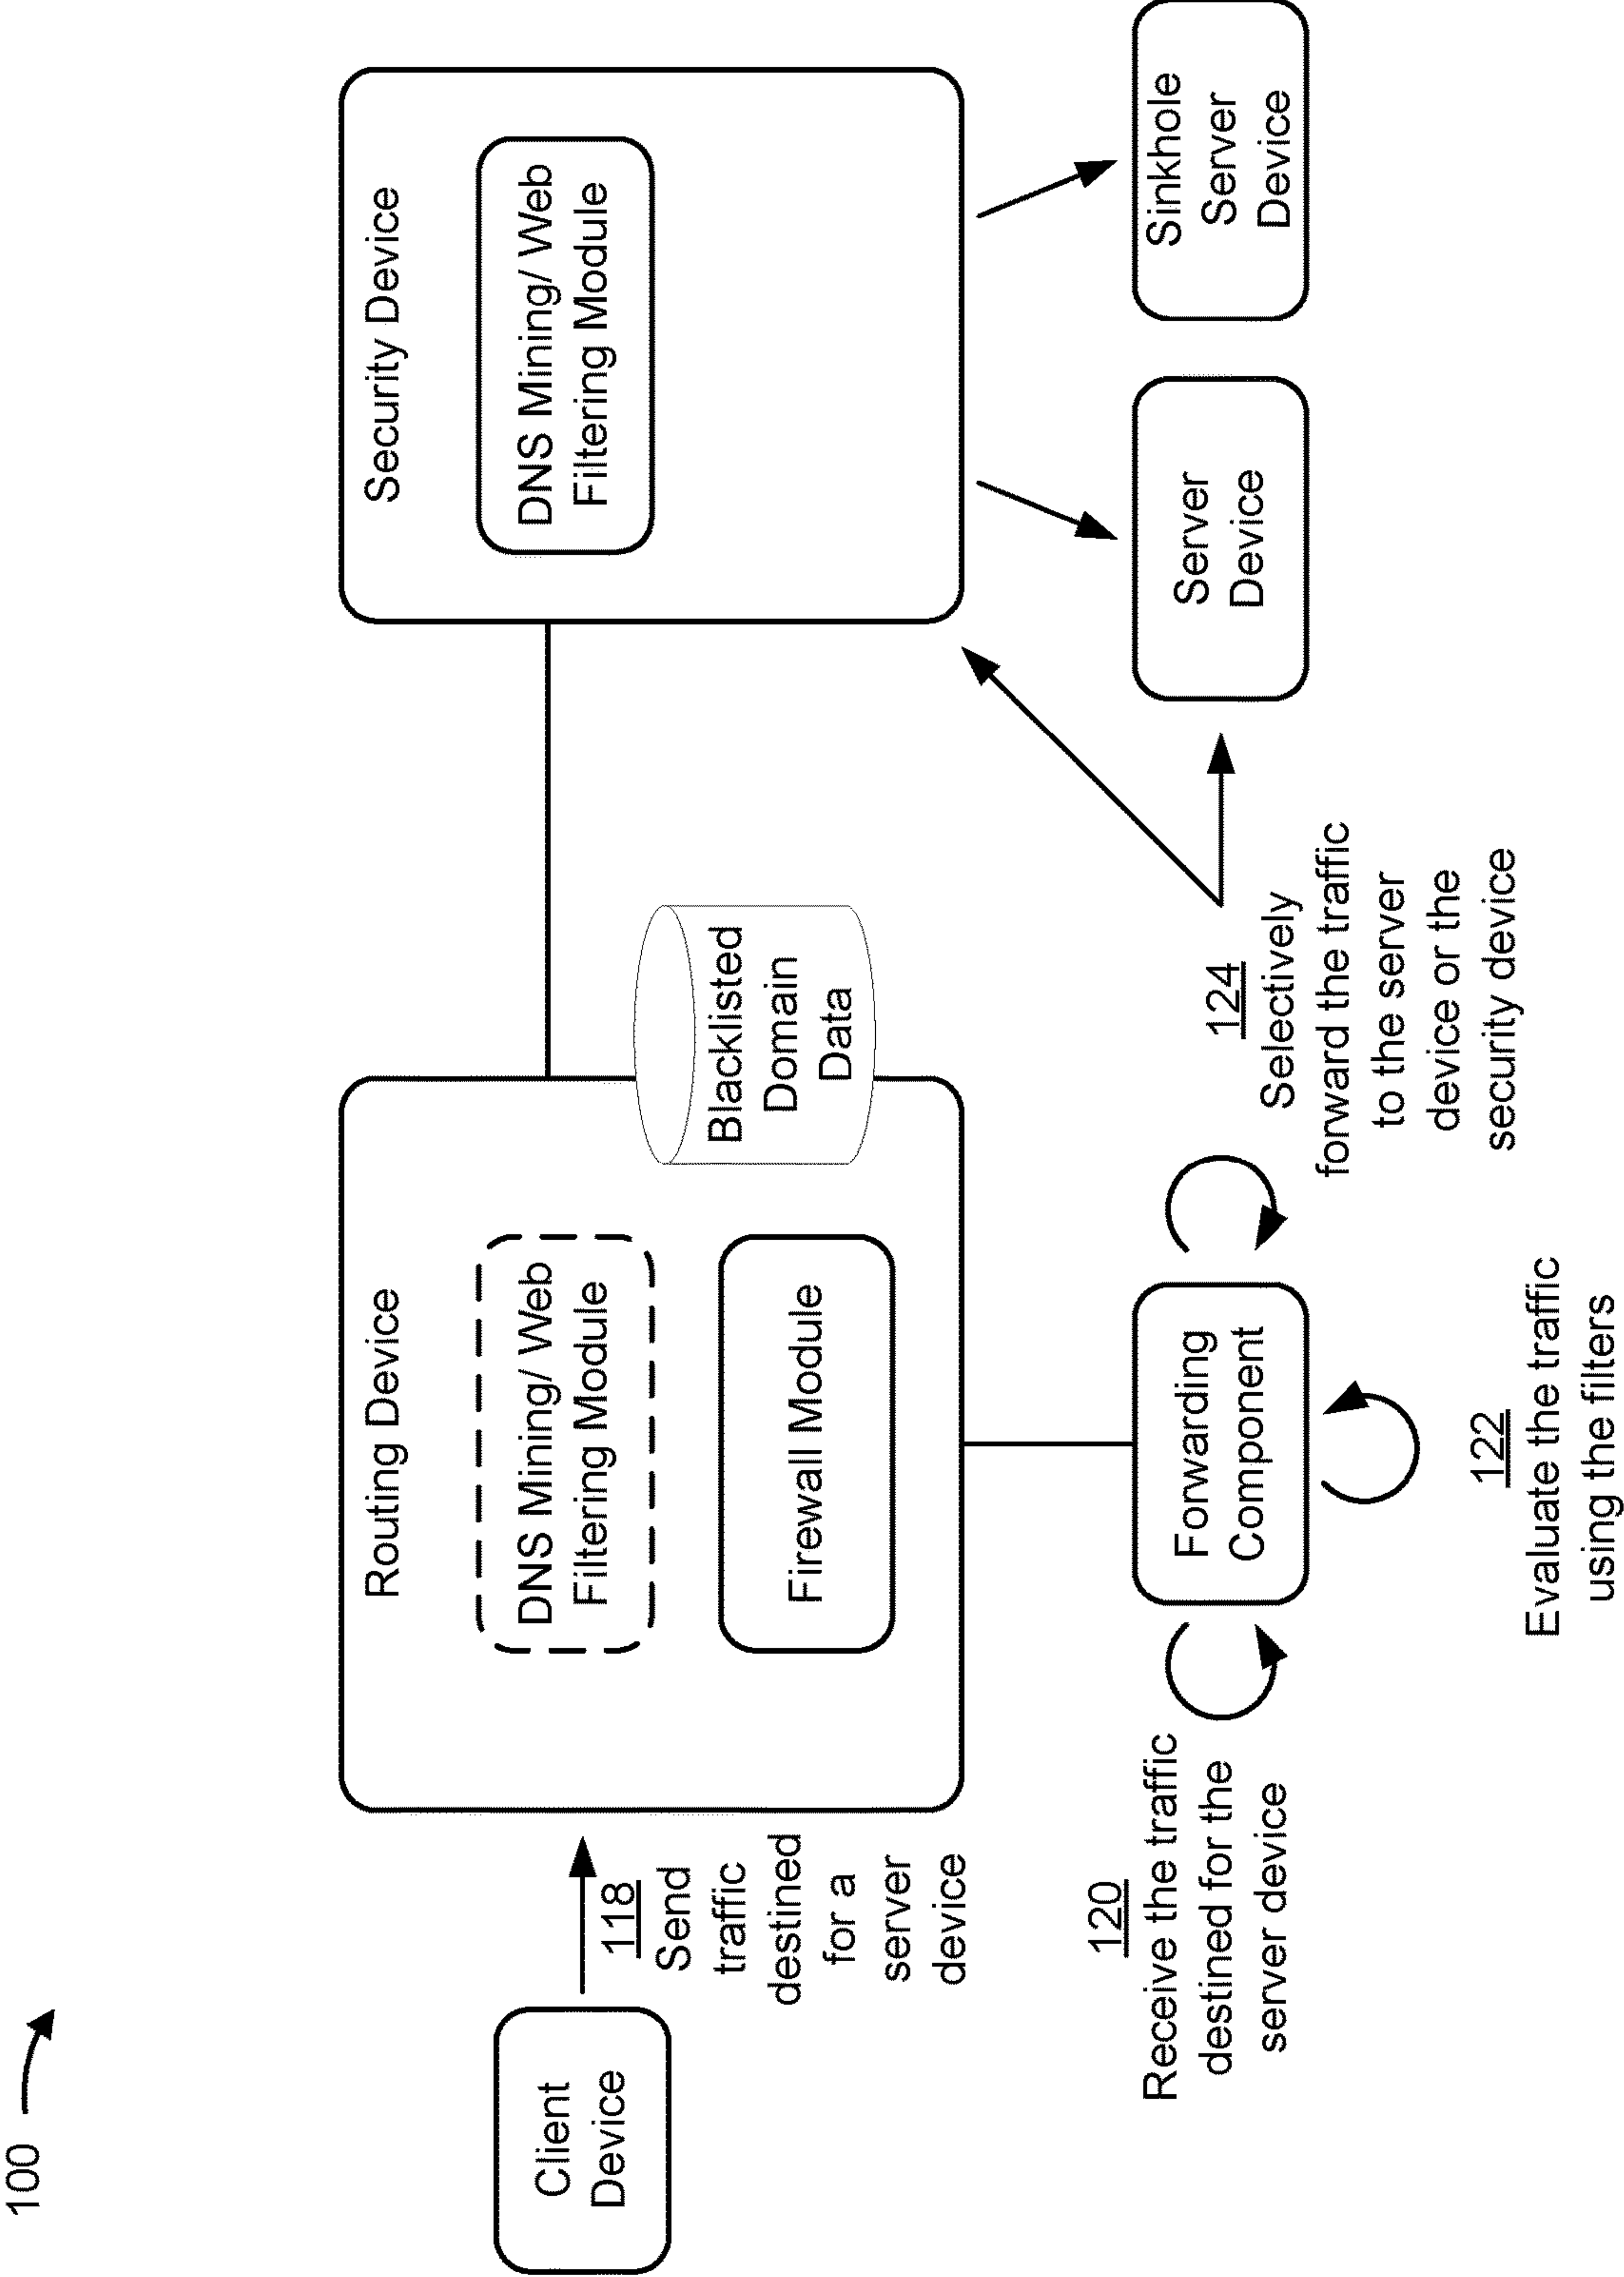 100
Client
Device
118
Send
traffic
destined
for a
server
device
Routing Device
DNS Mining/ Web
Filtering Module
Firewall Module
Blacklisted
Domain
Data
Security Device
DNS Mining/ Web
Filtering Module
120
Receive the traffic
destined for the
server device
Forwarding
Component
122
Evaluate the traffic
using the filters
124
Selectively
forward the traffic
to the server
device or the
security device
Server
Device
Sinkhole
Server
Device